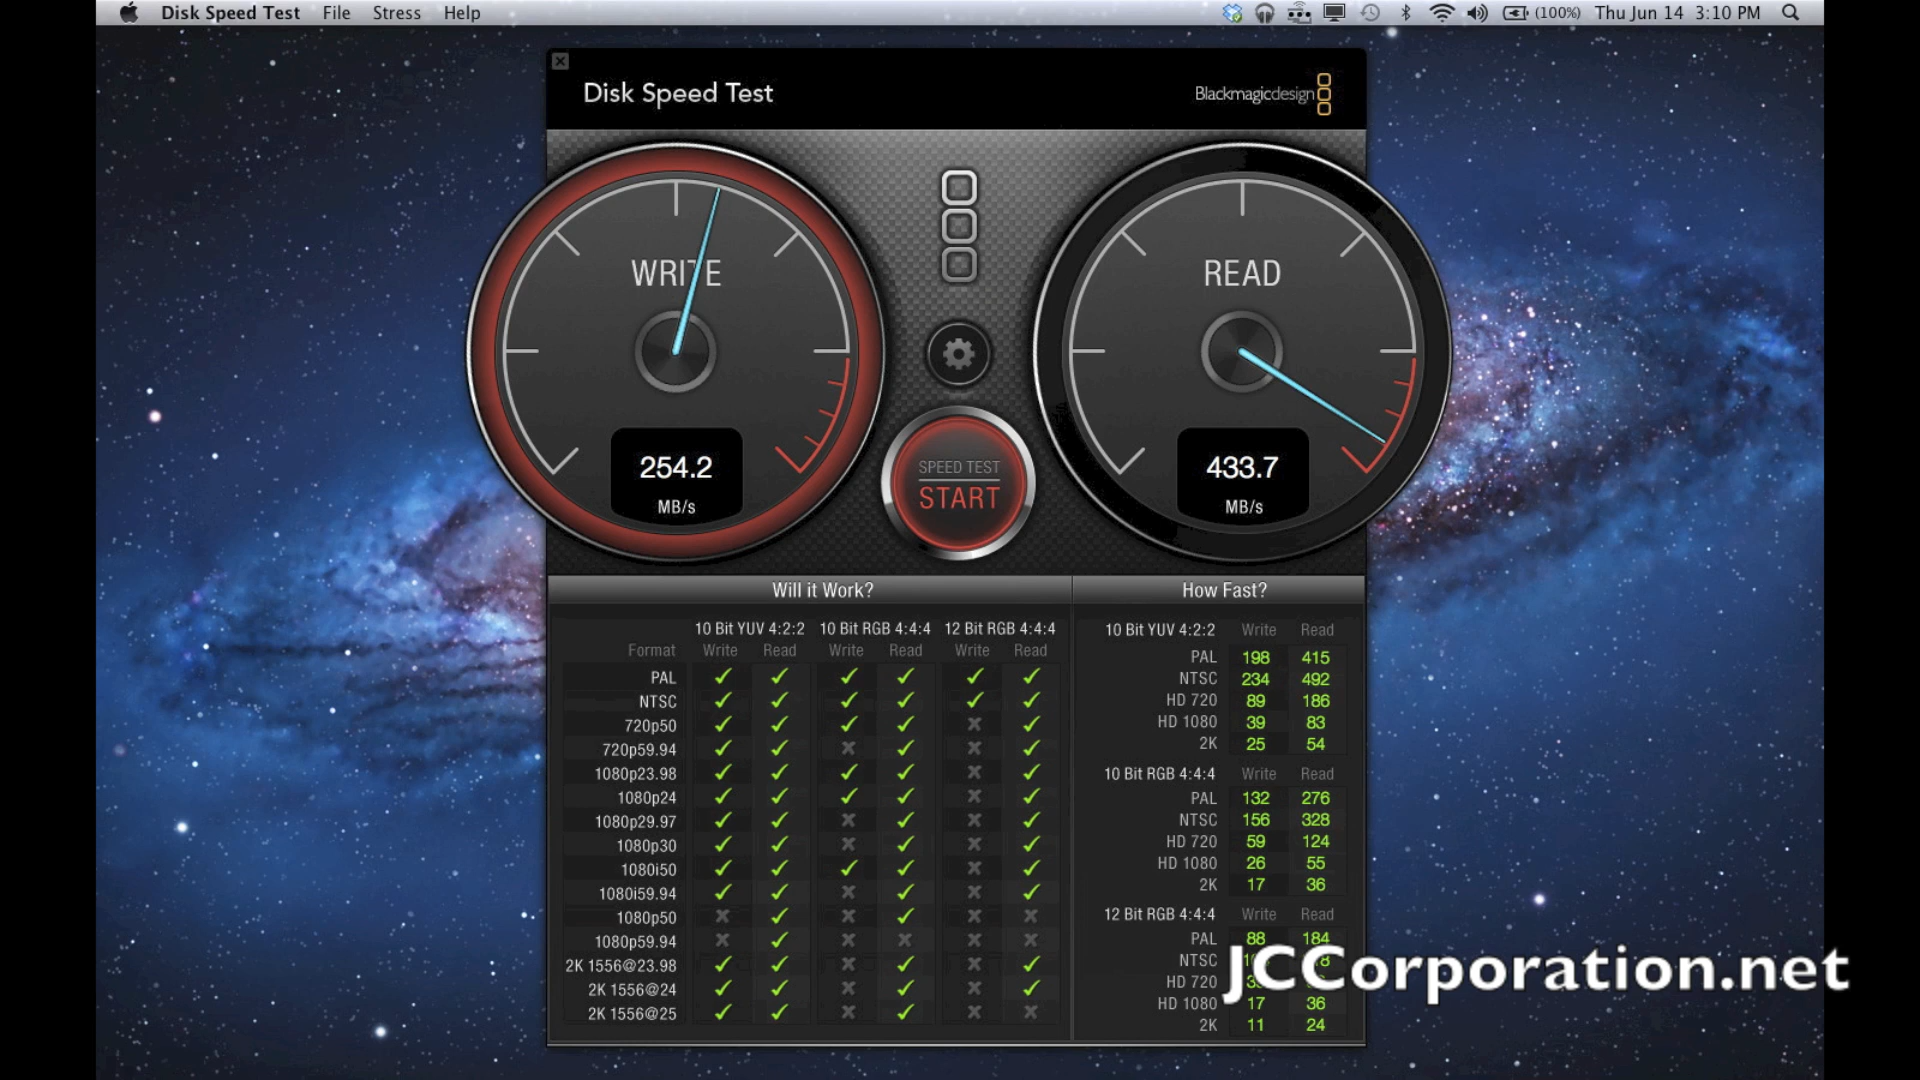 Disk Speed Test File Stress Help (100%) Thu Jun 14 3:10 PM
Disk Speed Test
Blackmagicdesign
WRITE
254.2
MB/s
SPEED TEST
START
READ
433.7
MB/s
Will it Work?
10 Bit YUV 4:2:2 10 Bit RGB 4:4:4 12 Bit RGB 4:4:4
Format Write Read Write Read Write Read
PAL
NTSC
720p50
720p59.94
1080p23.98
1080p24
1080p29.97
1080p30
1080i50
1080i59.94
1080p50
1080p59.94
2K 1556@23.98
2K 1556@24
2K 1556@25
How Fast?
10 Bit YUV 4:2:2 Write Read
PAL 198 415
NTSC 234 492
HD 720 89 186
HD 1080 39 83
2K 25 54
10 Bit RGB 4:4:4 Write Read
PAL 132 276
NTSC 156 328
HD 720 59 124
HD 1080 26 55
2K 17 36
12 Bit RGB 4:4:4 Write Read
PAL 88 184
NTSC
HD 720
HD 1080 17 36
2K 11 24
JCCorporation.net